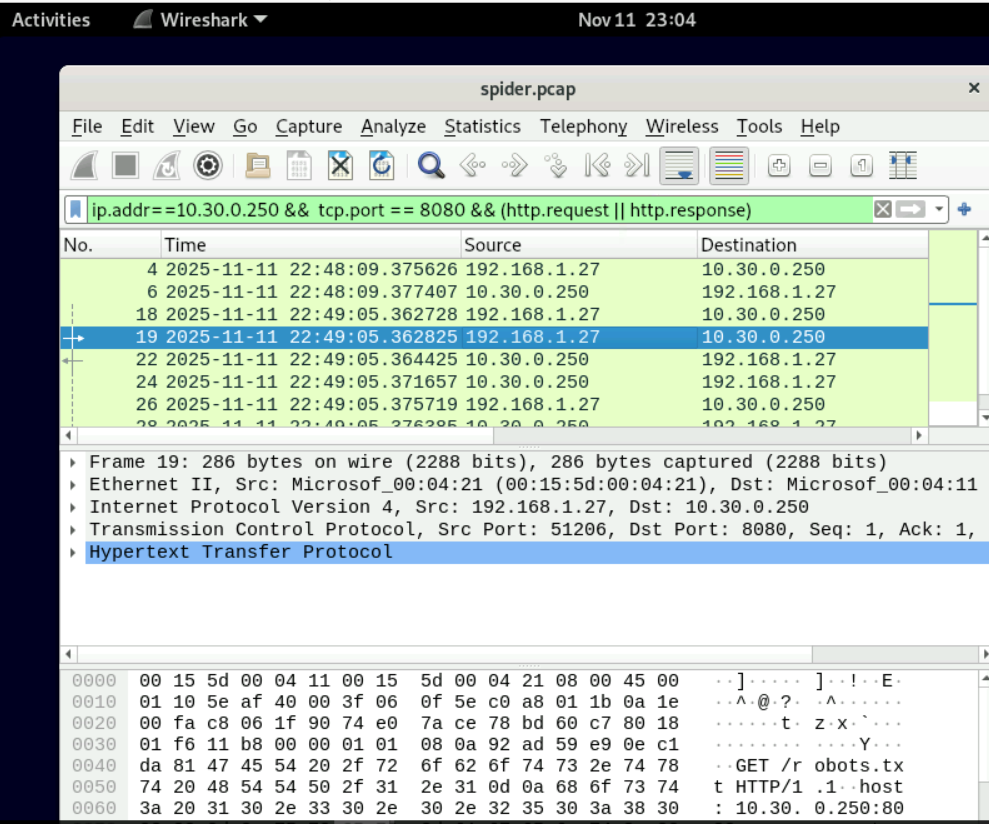 Activities Wireshark Nov 11 23:04
spider.pcap
File Edit View Go Capture Analyze Statistics Telephony Wireless Tools Help
ip.addr==10.30.0.250 && tcp.port == 8080 && (http.request || http.response)
No. Time Source Destination
4 2025-11-11 22:48:09.375626 192.168.1.27 10.30.0.250
6 2025-11-11 22:48:09.377407 10.30.0.250 192.168.1.27
18 2025-11-11 22:49:05.362728 192.168.1.27 10.30.0.250
19 2025-11-11 22:49:05.362825 192.168.1.27 10.30.0.250
22 2025-11-11 22:49:05.364425 10.30.0.250 192.168.1.27
24 2025-11-11 22:49:05.371657 10.30.0.250 192.168.1.27
26 2025-11-11 22:49:05.375719 192.168.1.27 10.30.0.250
28 2025-11-11 22:49:05.376385 10.30.0.250 192.168.1.27
Frame 19: 286 bytes on wire (2288 bits), 286 bytes captured (2288 bits)
Ethernet II, Src: Microsof_00:04:21 (00:15:5d:00:04:21), Dst: Microsof_00:04:11
Internet Protocol Version 4, Src: 192.168.1.27, Dst: 10.30.0.250
Transmission Control Protocol, Src Port: 51206, Dst Port: 8080, Seq: 1, Ack: 1,
Hypertext Transfer Protocol
0000 00 15 5d 00 04 11 00 15 5d 00 04 21 08 00 45 00 ··]····· ]··!··E·
0010 01 10 5e af 40 00 3f 06 0f 5e c0 a8 01 1b 0a 1e ··^·@·?· ·^······
0020 00 fa c8 06 1f 90 74 e0 7a ce 78 bd 60 c7 80 18 ······t· z·x·`···
0030 01 f6 11 b8 00 00 01 01 08 0a 92 ad 59 e9 0e c1 ········ ····Y···
0040 da 81 47 45 54 20 2f 72 6f 62 6f 74 73 2e 74 78 ··GET /r obots.tx
0050 74 20 48 54 54 50 2f 31 2e 31 0d 0a 68 6f 73 74 t HTTP/1 .1··host
0060 3a 20 31 30 2e 33 30 2e 30 2e 32 35 30 3a 38 30 : 10.30. 0.250:80